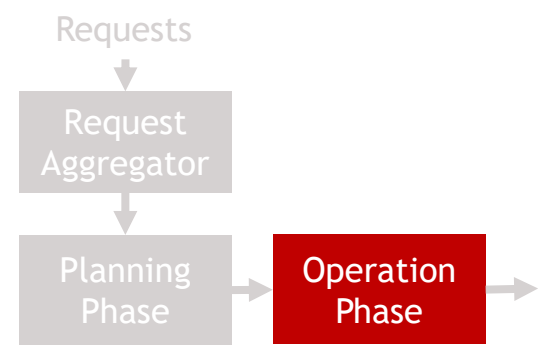 Requests
Request
Aggregator
Planning
Phase
Operation
Phase